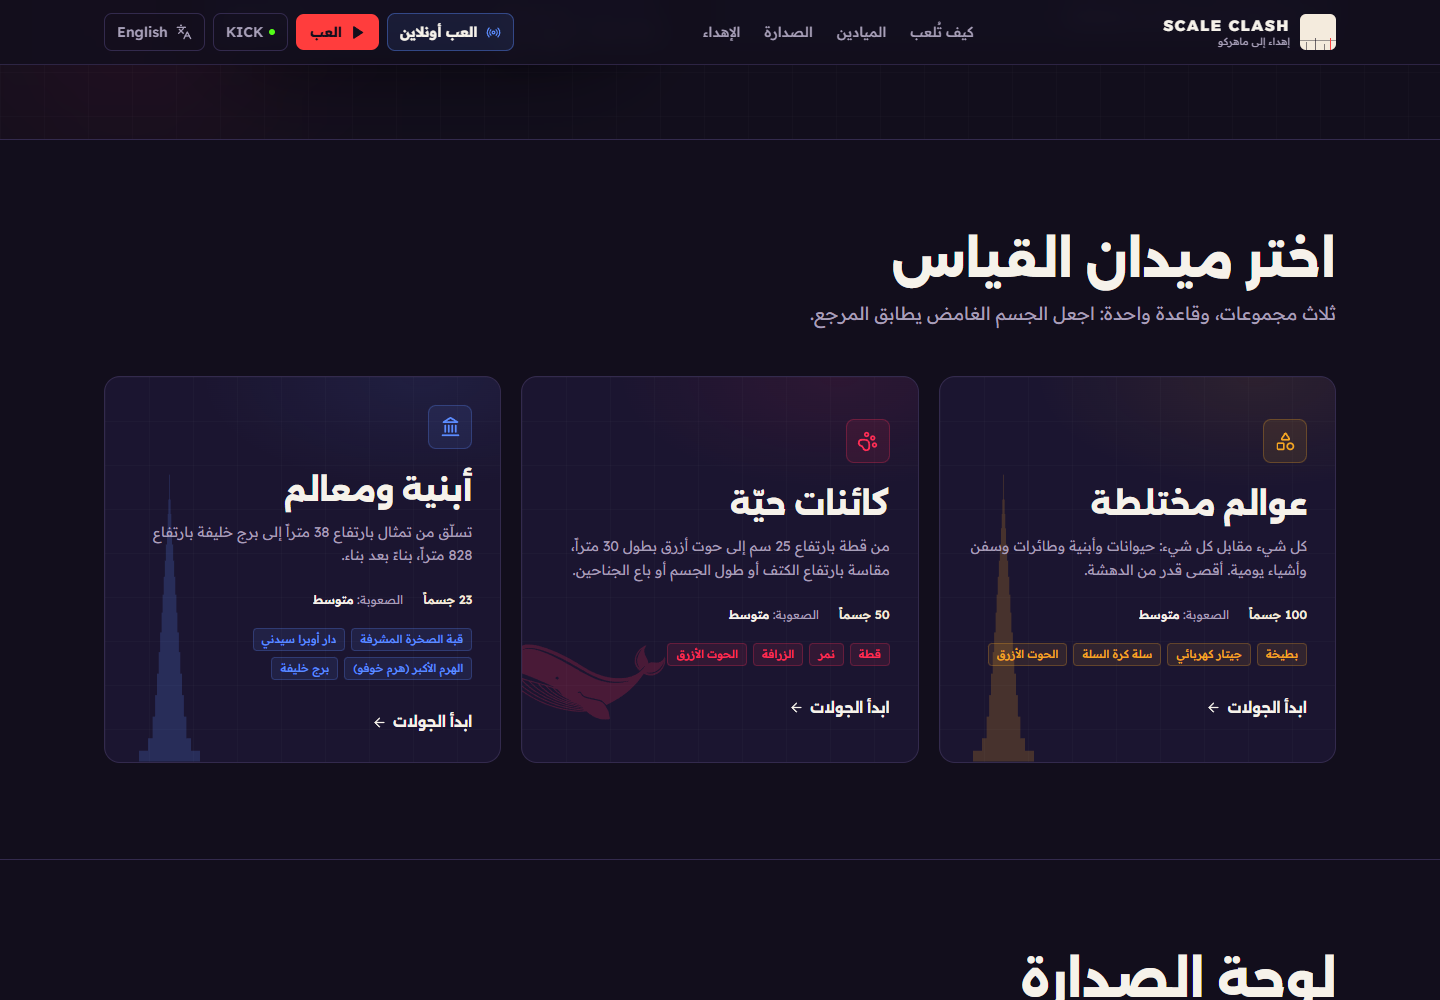 SCALE CLASH
إهداء إلى ماهركو
كيف تُلعب
الميادين
الصدارة
الإهداء
العب أونلاين
العب
KICK
English
اختر ميدان القياس
ثلاث مجموعات، وقاعدة واحدة: اجعل الجسم الغامض يطابق المرجع.
عوالم مختلطة
كل شيء مقابل كل شيء: حيوانات وأبنية وطائرات وسفن
وأشياء يومية. أقصى قدر من الدهشة.
100 جسماً الصعوبة: متوسط
بطيخة جيتار كهربائي سلة كرة السلة الحوت الأزرق
ابدأ الجولات ←
كائنات حيّة
من قطة بارتفاع 25 سم إلى حوت أزرق بطول 30 متراً،
مقاسة بارتفاع الكتف أو طول الجسم أو باع الجناحين.
50 جسماً الصعوبة: متوسط
قطة نمر الزرافة الحوت الأزرق
ابدأ الجولات ←
أبنية ومعالم
تسلّق من تمثال بارتفاع 38 متراً إلى برج خليفة بارتفاع
828 متراً، بناءً بعد بناء.
23 جسماً الصعوبة: متوسط
قبة الصخرة المشرفة دار أوبرا سيدني
الهرم الأكبر (هرم خوفو) برج خليفة
ابدأ الجولات ←
لوحة الصدارة